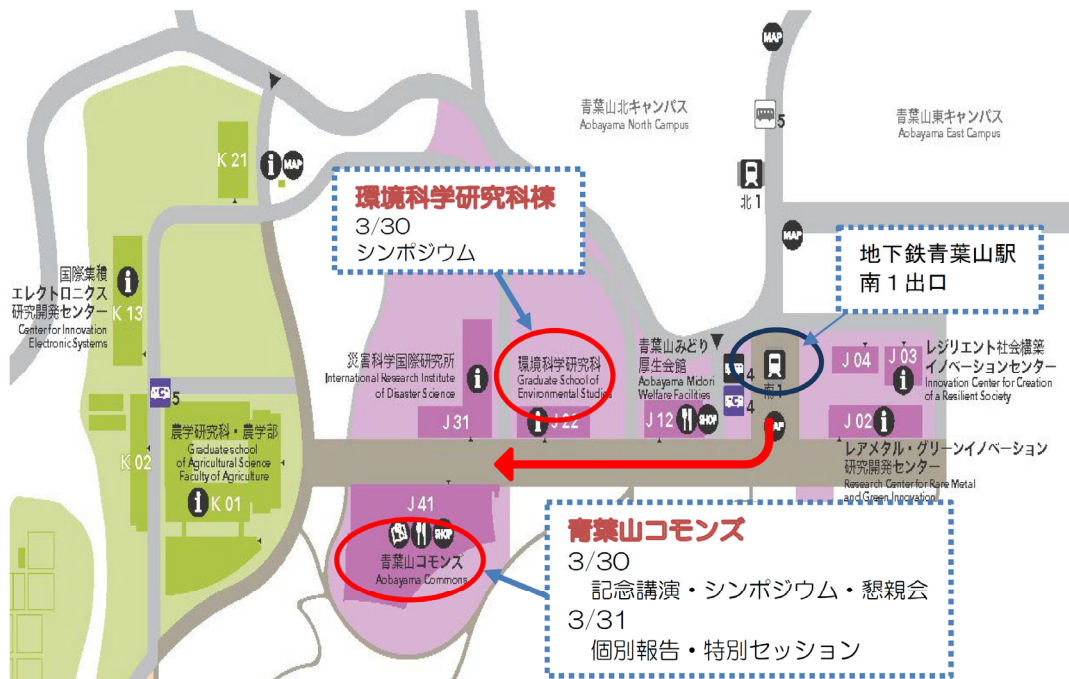 MAP
青葉山北キャンパス
Aobayama North Campus
5
青葉山東キャンパス
Aobayama East Campus
K 21
i
MAP
北1
MAP
環境科学研究科棟
3/30
シンポジウム
地下鉄青葉山駅
南1出口
国際集積
エレクトロニクス
研究開発センター
Center for Innovation
Electronic Systems
i
K 13
災害科学国際研究所
International Research Institute
of Disaster Science
i
J 31
環境科学研究科
Graduate School of
Environmental Studies
i
J 22
青葉山みどり
厚生会館
Aobayama Midori
Welfare Facilities
J 12
SHOP
4
4
南1
MAP
J 04
J 03
i
レジリエント社会構築
イノベーションセンター
Innovation Center for Creation
of a Resilient Society
J 02
i
レアメタル・グリーンイノベーション
研究開発センター
Research Center for Rare Metal
and Green Innovation
5
K 02
農学研究科・農学部
Graduate school
of Agricultural Science
Faculty of Agriculture
i
K 01
J 41
SHOP
青葉山コモンズ
Aobayama Commons
青葉山コモンズ
3/30
記念講演・シンポジウム・懇親会
3/31
個別報告・特別セッション